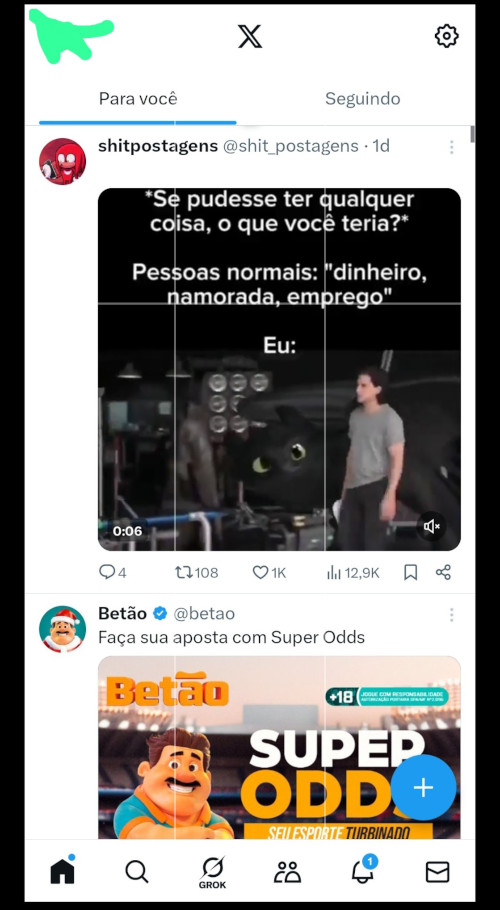 X
Para você
Seguindo
shitpostagens @shit_postagens · 1d
*Se pudesse ter qualquer
coisa, o que você teria?*
Pessoas normais: "dinheiro,
namorada, emprego"
Eu:
0:06
4
108
1K
12,9K
Betão @betao
Faça sua aposta com Super Odds
Betão
+18
JOGUE COM RESPONSABILIDADE
SUPER
ODDS
SEU ESPORTE TURBINADO
GROK
1